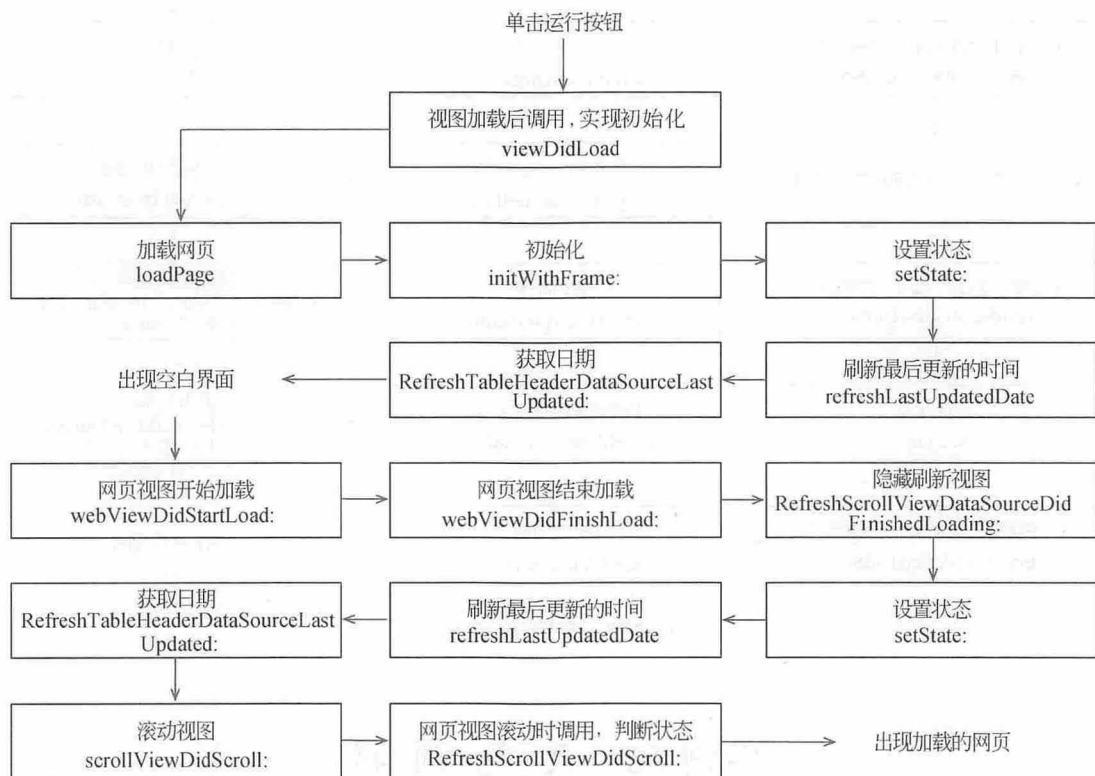 单击运行按钮
视图加载后调用,实现初始化
viewDidLoad
加载网页
loadPage
初始化
initWithFrame:
设置状态
setState:
出现空白界面
获取日期
RefreshTableHeaderDataSourceLast
Updated:
刷新最后更新的时间
refreshLastUpdatedDate
网页视图开始加载
webViewDidStartLoad:
网页视图结束加载
webViewDidFinishLoad:
隐藏刷新视图
RefreshScrollViewDataSourceDid
FinishedLoading:
获取日期
RefreshTableHeaderDataSourceLast
Updated:
刷新最后更新的时间
refreshLastUpdatedDate
设置状态
setState:
滚动视图
scrollViewDidScroll:
网页视图滚动时调用，判断状态
RefreshScrollViewDidScroll:
出现加载的网页